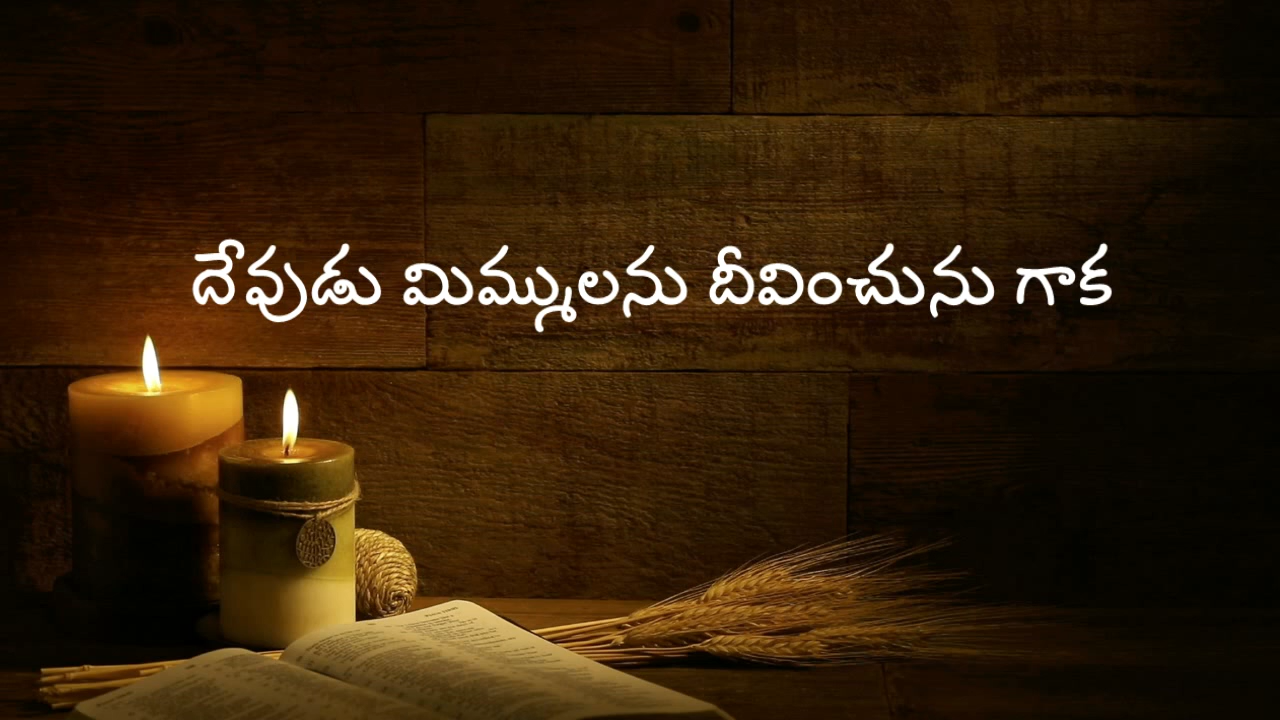 దేవుడు మిమ్ములను దీవించును గాక